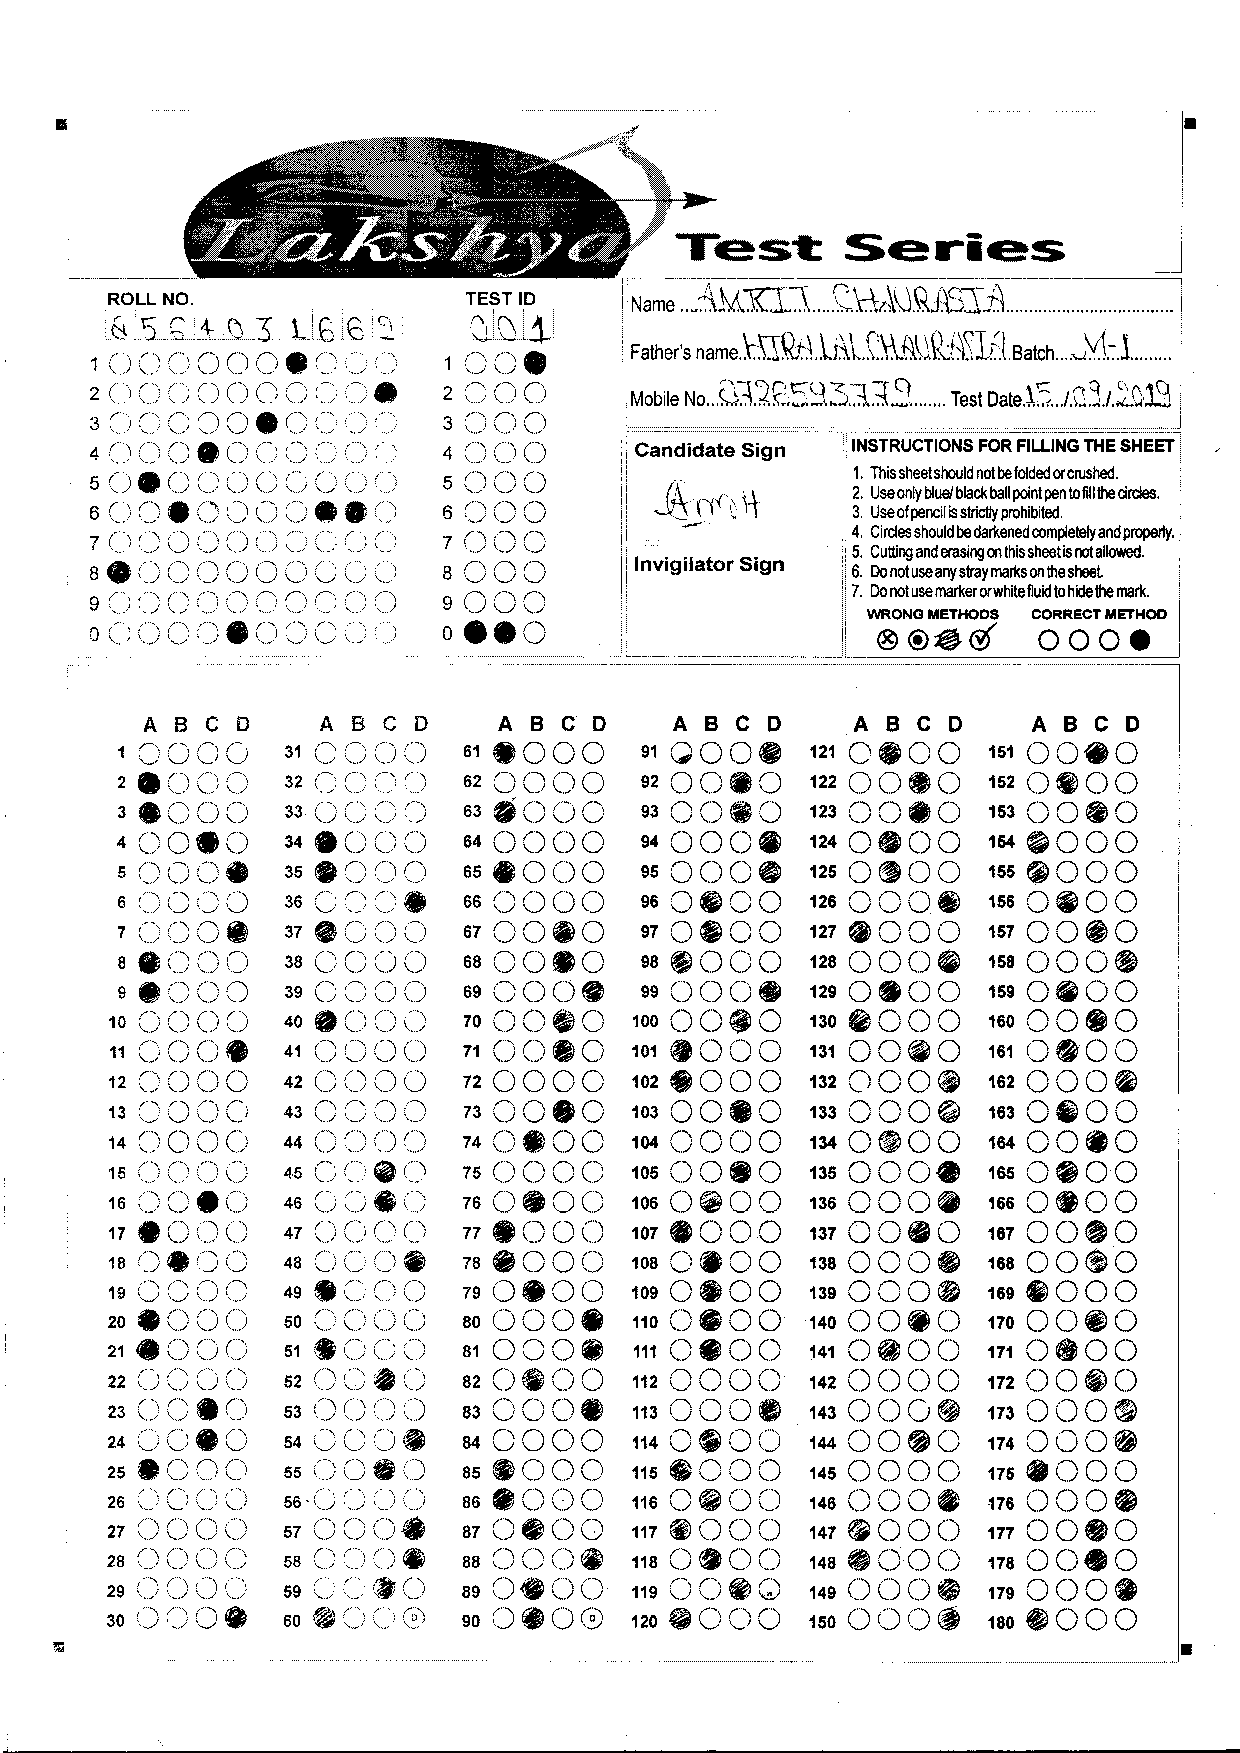 Lakshya
Test Series
ROLL NO.
8564031662
TEST ID
001
Name AMKIT CHAURASIA
Father's name HIRALAL CHAURASIA Batch M-1
Mobile No. 8726593779 Test Date 15/09/2019
Candidate Sign
Amit
Invigilator Sign
INSTRUCTIONS FOR FILLING THE SHEET
1. This sheet should not be folded or crushed.
2. Use only blue/ black ball point pen to fill the circles.
3. Use of pencil is strictly prohibited.
4. Circles should be darkened completely and properly.
5. Cutting and erasing on this sheet is not allowed.
6. Do not use any stray marks on the sheet.
7. Do not use marker or white fluid to hide the mark.
WRONG METHODS CORRECT METHOD
1 1
2 2
3 3
4 4
5 5
6 6
7 7
8 8
9 9
0 0
A B C D A B C D A B C D A B C D A B C D A B C D
1 31 61 91 121 151
2 32 62 92 122 152
3 33 63 93 123 153
4 34 64 94 124 154
5 35 65 95 125 155
6 36 66 96 126 156
7 37 67 97 127 157
8 38 68 98 128 158
9 39 69 99 129 159
10 40 70 100 130 160
11 41 71 101 131 161
12 42 72 102 132 162
13 43 73 103 133 163
14 44 74 104 134 164
15 45 75 105 135 165
16 46 76 106 136 166
17 47 77 107 137 167
18 48 78 108 138 168
19 49 79 109 139 169
20 50 80 110 140 170
21 51 81 111 141 171
22 52 82 112 142 172
23 53 83 113 143 173
24 54 84 114 144 174
25 55 85 115 145 175
26 56 86 116 146 176
27 57 87 117 147 177
28 58 88 118 148 178
29 59 89 119 149 179
30 60 90 120 150 180